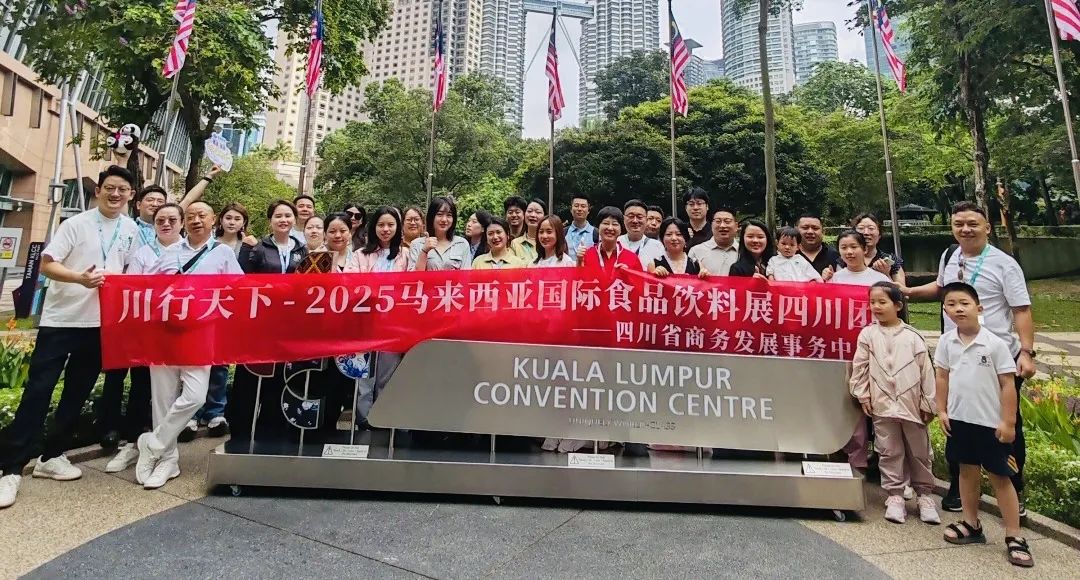 川行天下 - 2025马来西亚国际食品饮料展四川团
——四川省商务发展事务中
KUALA LUMPUR
CONVENTION CENTRE